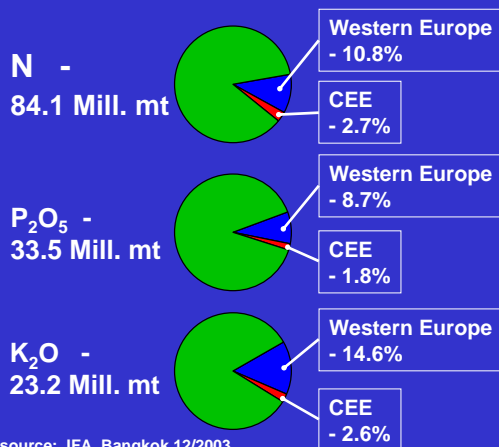 N -
84.1 Mill. mt
Western Europe
- 10.8%
CEE
- 2.7%
P₂O₅ -
33.5 Mill. mt
Western Europe
- 8.7%
CEE
- 1.8%
K₂O -
23.2 Mill. mt
Western Europe
- 14.6%
CEE
- 2.6%
source: IFA, Bangkok 12/2003